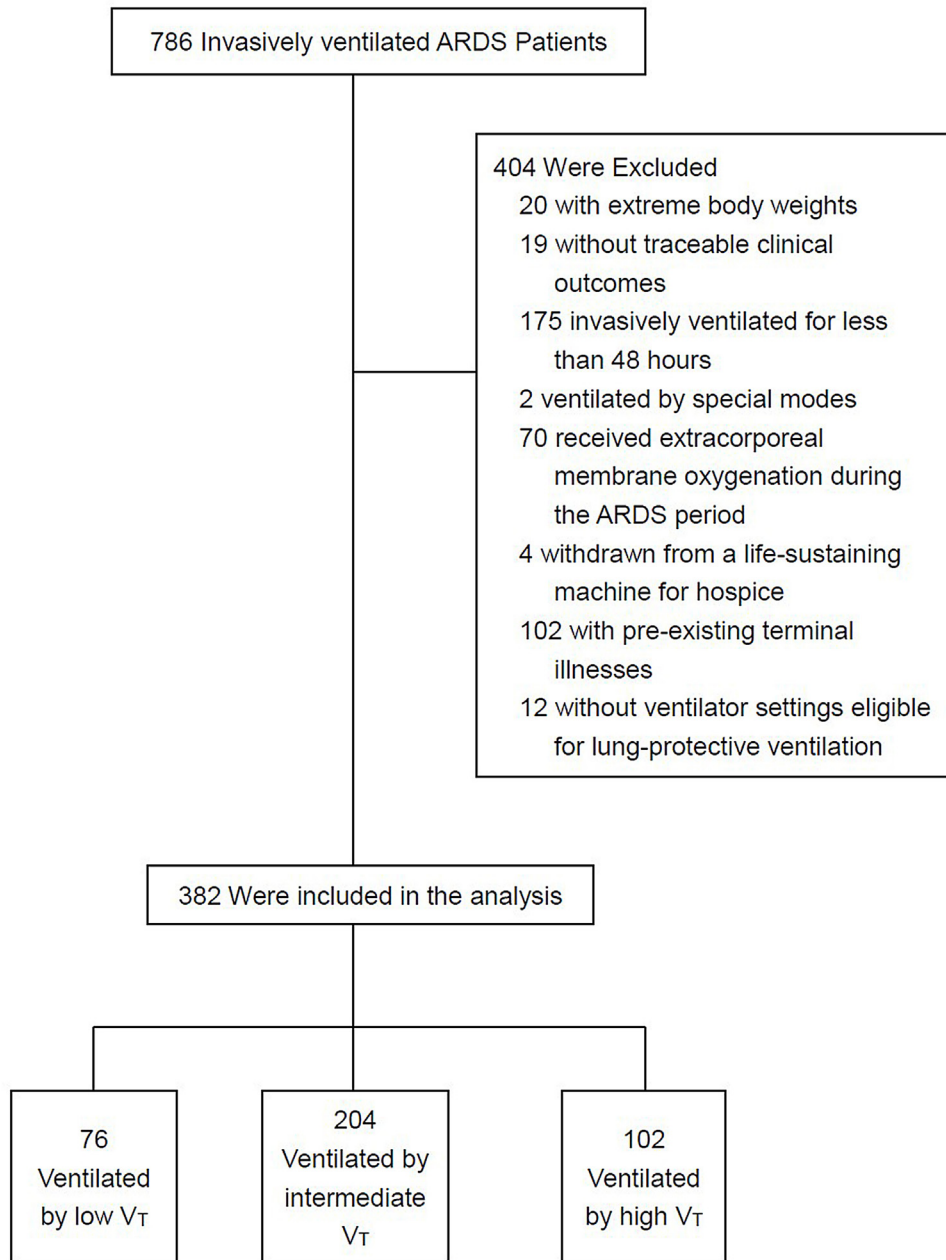 786 Invasively ventilated ARDS Patients
404 Were Excluded
20 with extreme body weights
19 without traceable clinical
outcomes
175 invasively ventilated for less
than 48 hours
2 ventilated by special modes
70 received extracorporeal
membrane oxygenation during
the ARDS period
4 withdrawn from a life-sustaining
machine for hospice
102 with pre-existing terminal
illnesses
12 without ventilator settings eligible
for lung-protective ventilation
382 Were included in the analysis
76
Ventilated
by low VT
204
Ventilated by
intermediate
VT
102
Ventilated
by high VT